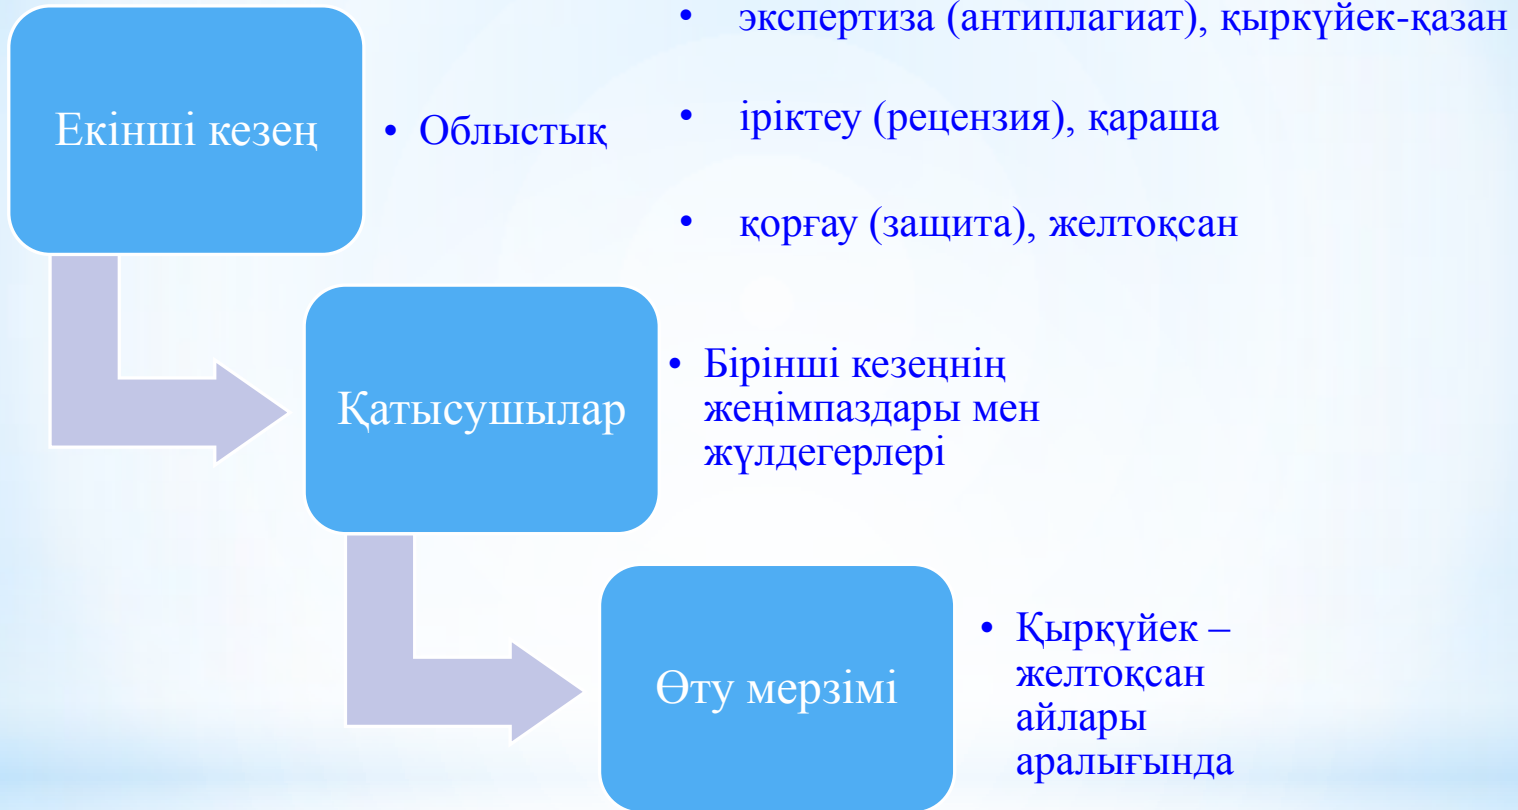 • экспертиза (антиплагиат), қыркүйек-қазан
Екінші кезең
• Облыстық
• іріктеу (рецензия), қараша
• қорғау (защита), желтоқсан
Қатысушылар
• Бірінші кезеңнің
жеңімпаздары мен
жүлдегерлері
Өту мерзімі
• Қырқүйек –
желтоқсан
айлары
аралығында